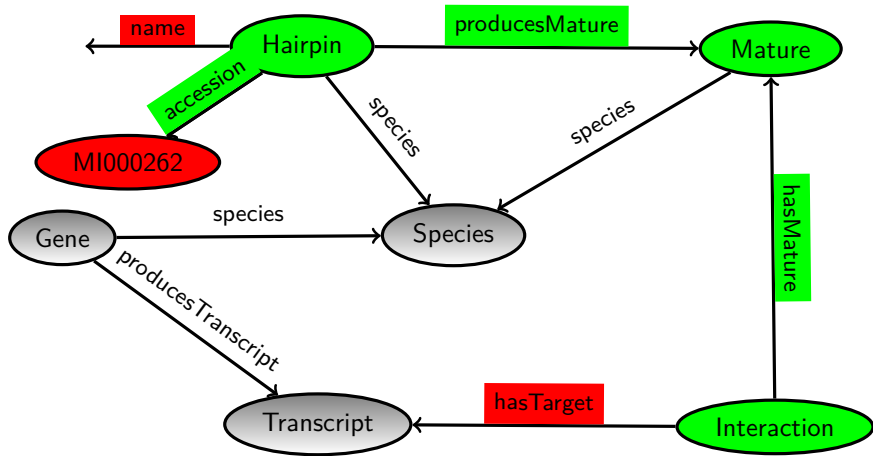 name
Hairpin
producesMature
Mature
accession
species
species
MI000262
hasMature
Gene
species
Species
producesTranscript
Transcript
hasTarget
Interaction